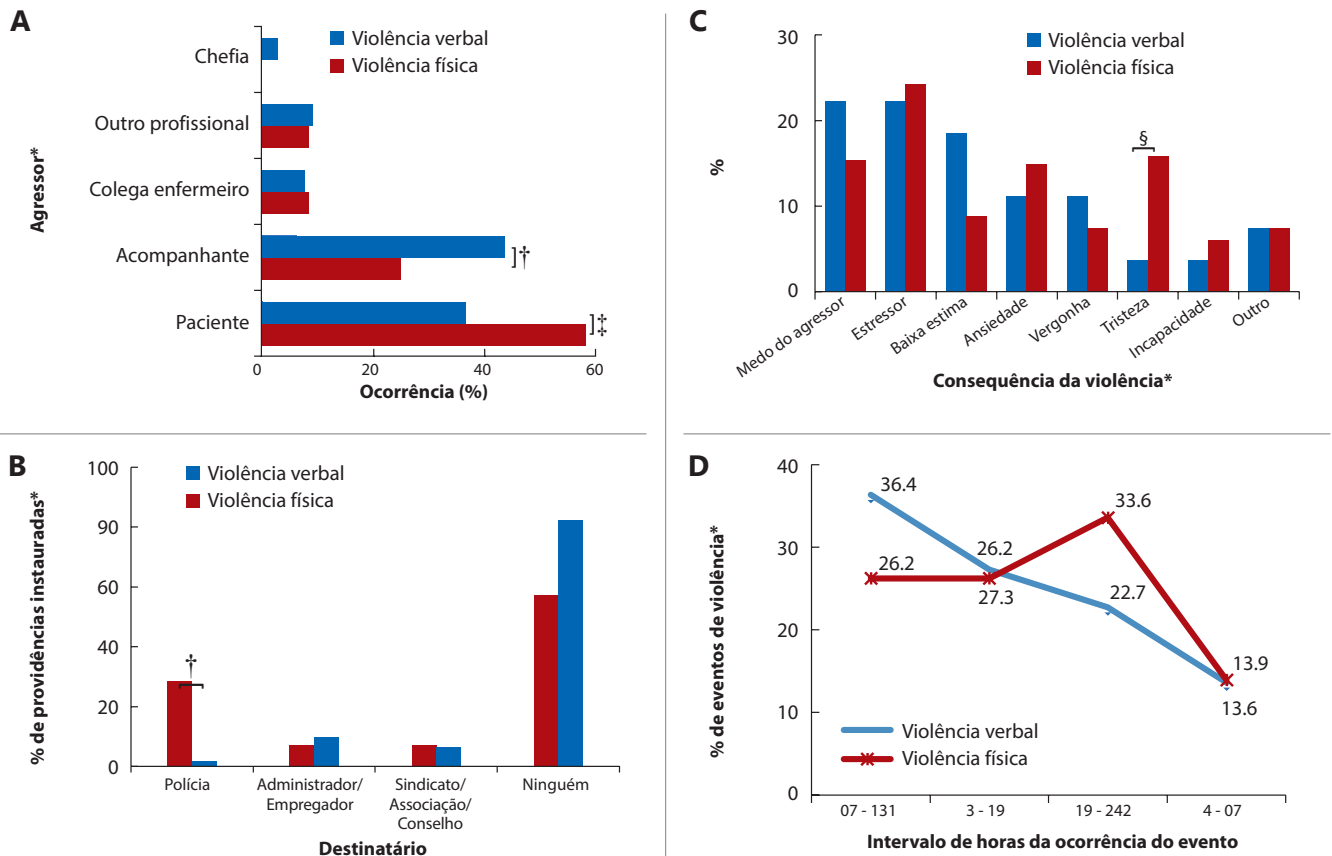 A
Violência verbal
Violência física
Chefia
Outro profissional
Colega enfermeiro
Acompanhante
Paciente
Agressor*
†
‡
0 20 40 60
Ocorrência (%)
C
30
20
10
0
%
Violência verbal
Violência física
§
Medo do agressor
Estressor
Baixa estima
Ansiedade
Vergonha
Tristeza
Incapacidade
Outro
Consequência da violência*
B
100
90
60
40
20
0
% de providências instauradas*
Violência verbal
Violência física
†
Polícia
Administrador/
Empregador
Sindicato/
Associação/
Conselho
Ninguém
Destinatário
D
40
30
20
10
0
% de eventos de violência*
36.4
26.2
26.2
27.3
33.6
22.7
13.9
13.6
Violência verbal
Violência física
07 - 131 3 - 19 19 - 242 4 - 07
Intervalo de horas da ocorrência do evento